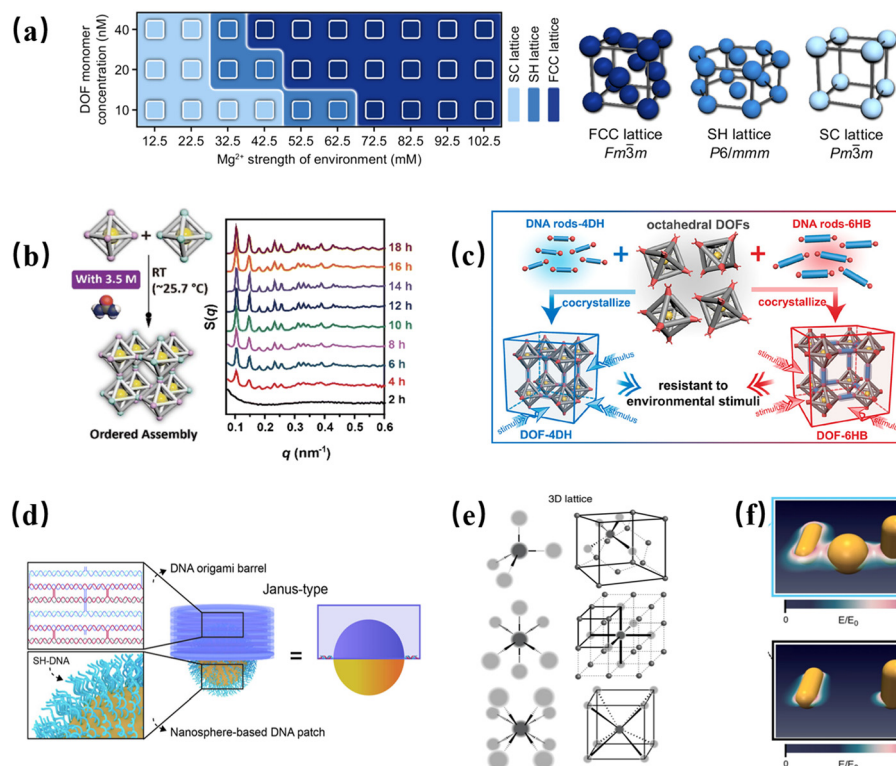 (a)
DOF monomer
concentration (nM)
40
20
10
12.5 22.5 32.5 42.5 52.5 62.5 72.5 82.5 92.5 102.5
Mg²⁺ strength of environment (mM)
SC lattice
SH lattice
FCC lattice
FCC lattice
Fm3̄m
SH lattice
P6/mmm
SC lattice
Pm3̄m
(b)
+
With 3.5 M
RT
(~25.7 °C)
Ordered Assembly
S(q)
18 h
16 h
14 h
12 h
10 h
8 h
6 h
4 h
2 h
0.1 0.2 0.3 0.4 0.5 0.6
q (nm⁻¹)
(c)
DNA rods-4DH
octahedral DOFs
DNA rods-6HB
+
+
cocrystallize
cocrystallize
stimulus
stimulus
stimulus
resistant to
environmental stimuli
stimulus
stimulus
stimulus
DOF-4DH
DOF-6HB
(d)
DNA origami barrel
Janus-type
SH-DNA
=
Nanosphere-based DNA patch
(e)
3D lattice
(f)
0
E/E₀
0
E/E₀